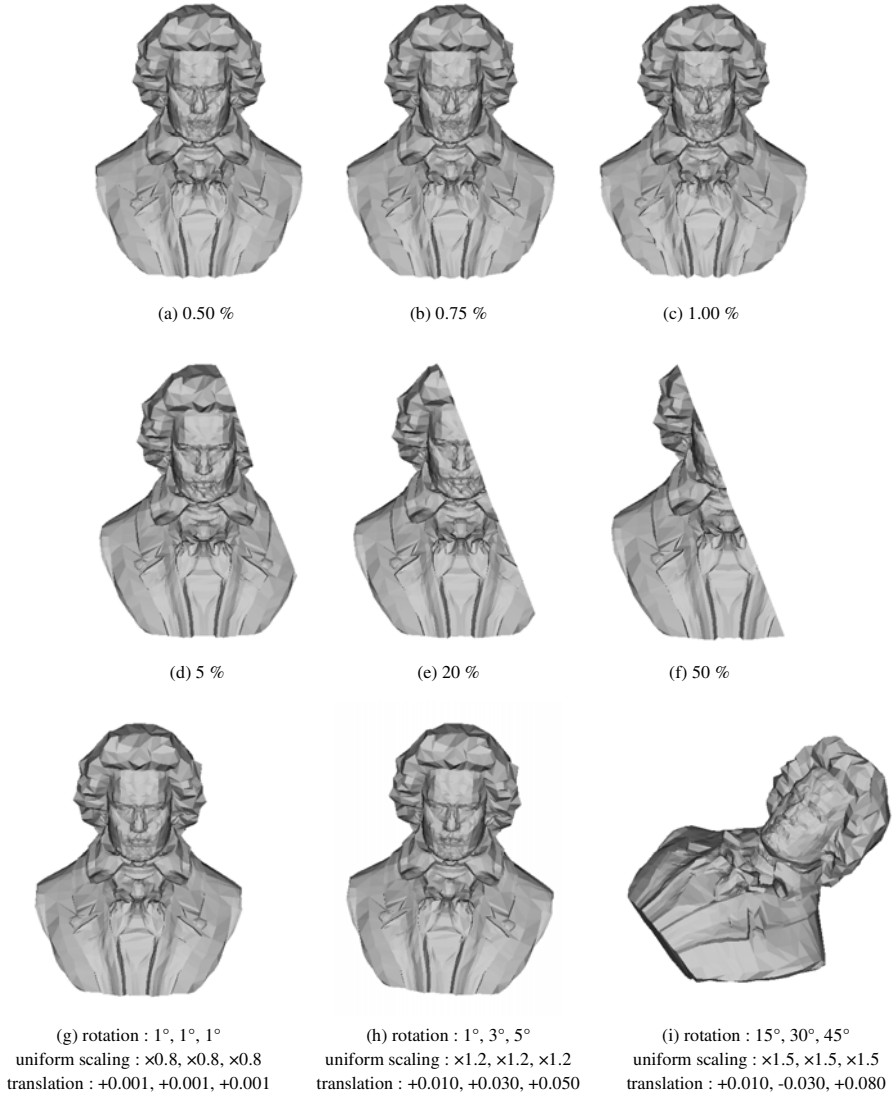 (a) 0.50 %
(b) 0.75 %
(c) 1.00 %
(d) 5 %
(e) 20 %
(f) 50 %
(g) rotation : 1°, 1°, 1°
uniform scaling : ×0.8, ×0.8, ×0.8
translation : +0.001, +0.001, +0.001
(h) rotation : 1°, 3°, 5°
uniform scaling : ×1.2, ×1.2, ×1.2
translation : +0.010, +0.030, +0.050
(i) rotation : 15°, 30°, 45°
uniform scaling : ×1.5, ×1.5, ×1.5
translation : +0.010, -0.030, +0.080